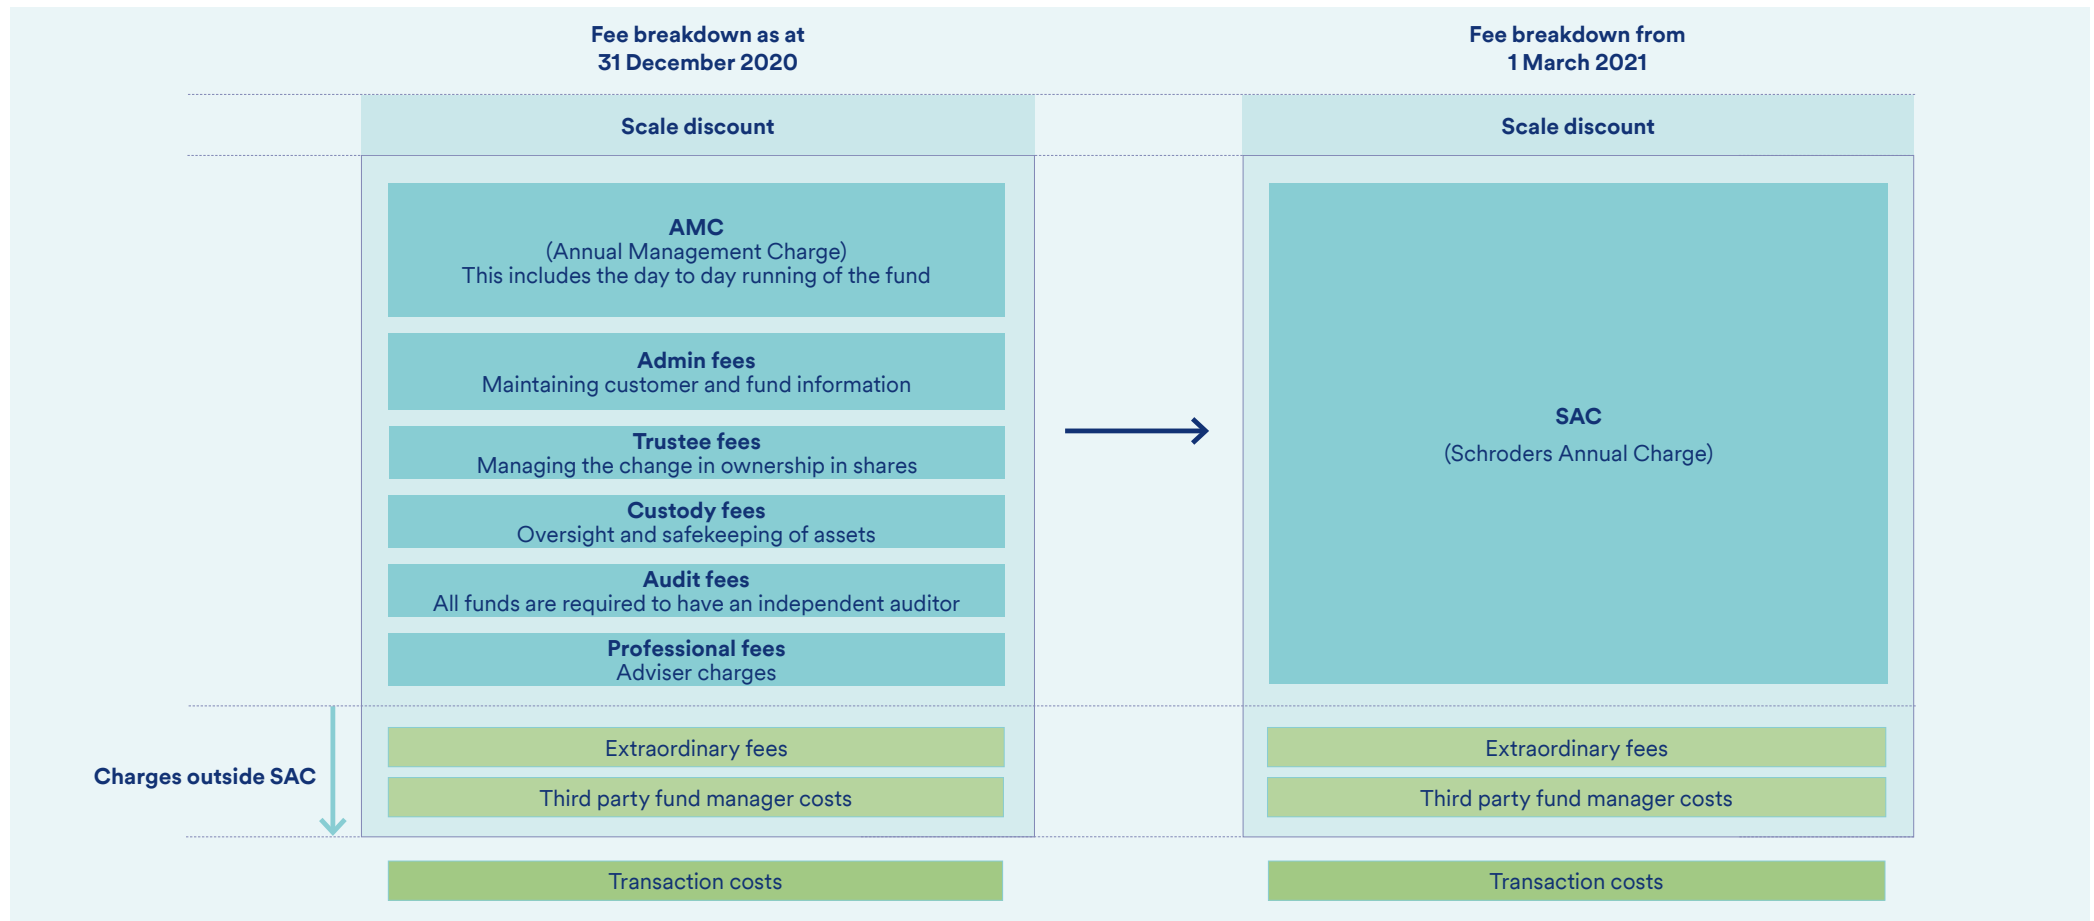 Fee breakdown as at
31 December 2020
Scale discount
AMC
(Annual Management Charge)
This includes the day to day running of the fund
Admin fees
Maintaining customer and fund information
Trustee fees
Managing the change in ownership in shares
Custody fees
Oversight and safekeeping of assets
Audit fees
All funds are required to have an independent auditor
Professional fees
Adviser charges
Charges outside SAC
Extraordinary fees
Third party fund manager costs
Transaction costs
Fee breakdown from
1 March 2021
Scale discount
SAC
(Schroders Annual Charge)
Extraordinary fees
Third party fund manager costs
Transaction costs